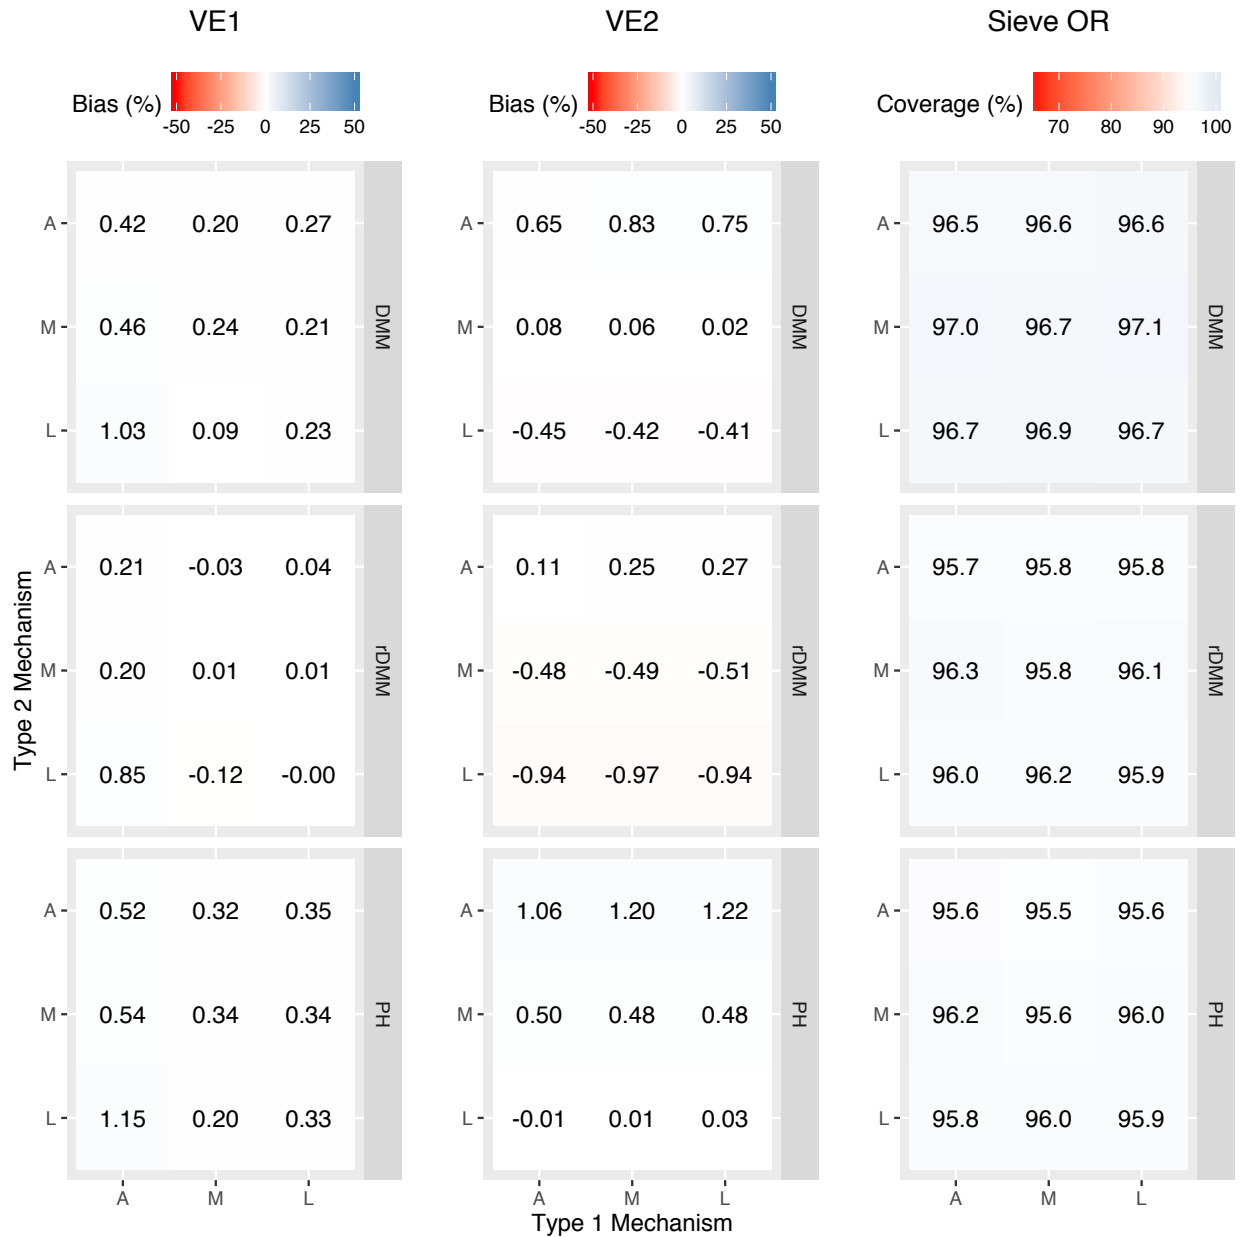 VE1 VE2 Sieve OR
Bias (%) -50 -25 0 25 50 Bias (%) -50 -25 0 25 50 Coverage (%) 70 80 90 100
A 0.42 0.20 0.27 A 0.65 0.83 0.75 A 96.5 96.6 96.6
M 0.46 0.24 0.21 DMM M 0.08 0.06 0.02 DMM M 97.0 96.7 97.1 DMM
L 1.03 0.09 0.23 L -0.45 -0.42 -0.41 L 96.7 96.9 96.7
A 0.21 -0.03 0.04 A 0.11 0.25 0.27 A 95.7 95.8 95.8
Type 2 Mechanism
M 0.20 0.01 0.01 rDMM M -0.48 -0.49 -0.51 rDMM M 96.3 95.8 96.1 rDMM
L 0.85 -0.12 -0.00 L -0.94 -0.97 -0.94 L 96.0 96.2 95.9
A 0.52 0.32 0.35 A 1.06 1.20 1.22 A 95.6 95.5 95.6
M 0.54 0.34 0.34 PH M 0.50 0.48 0.48 PH M 96.2 95.6 96.0 PH
L 1.15 0.20 0.33 L -0.01 0.01 0.03 L 95.8 96.0 95.9
A M L A M L A M L
Type 1 Mechanism